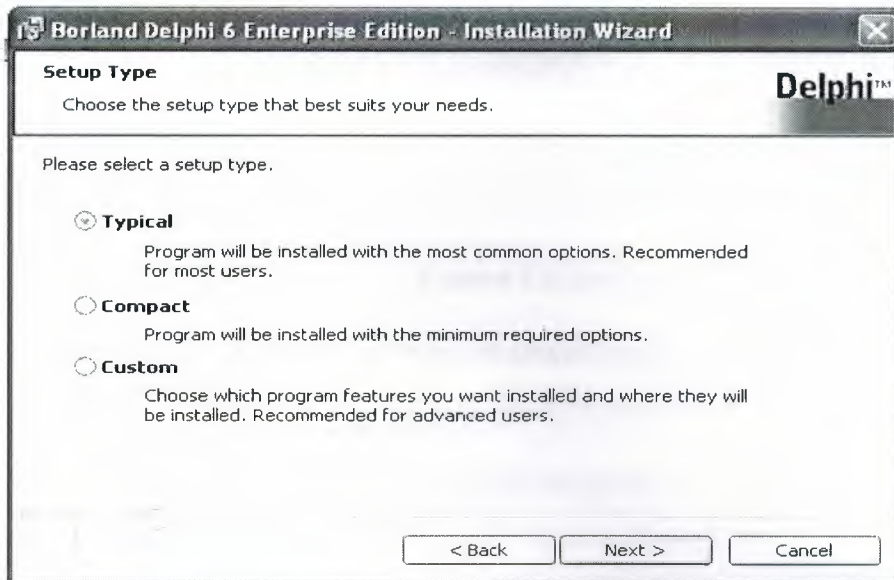 Borland Delphi 6 Enterprise Edition - Installation Wizard
Setup Type
Choose the setup type that best suits your needs.
Delphi™
Please select a setup type.
Typical
Program will be installed with the most common options. Recommended
for most users.
Compact
Program will be installed with the minimum required options.
Custom
Choose which program features you want installed and where they will
be installed. Recommended for advanced users.
< Back
Next >
Cancel